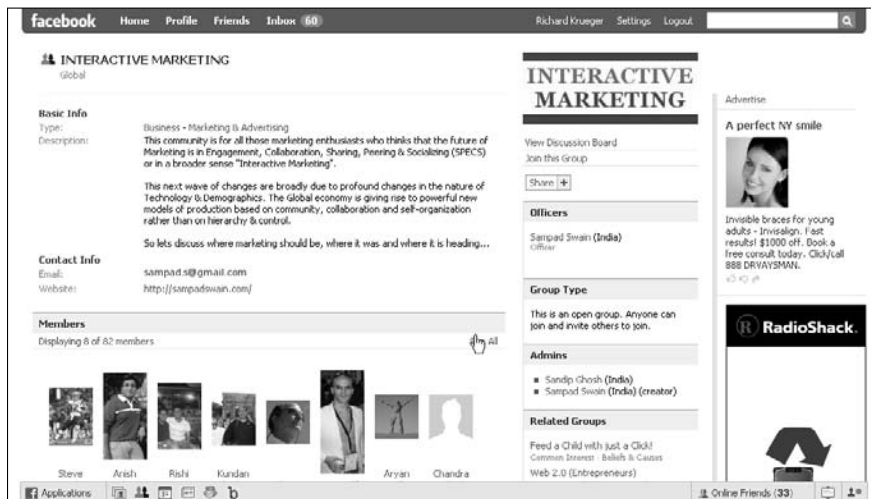 facebook Home Profile Friends Inbox 60 Richard Krueger Settings Logout
INTERACTIVE MARKETING
Global
Basic Info
Type: Business - Marketing & Advertising
Description: This community is for all those marketing enthusiasts who thinks that the future of
Marketing is in Engagement, Collaboration, Sharing, Peering & Socializing (SPECS)
or in a broader sense "Interactive Marketing".
This next wave of changes are broadly due to profound changes in the nature of
Technology & Demographics. The Global economy is giving rise to powerful new
models of production based on community, collaboration and self-organization
rather than on hierarchy & control.
So lets discuss where marketing should be, where it was and where it is heading...
Contact Info
Email: sampad.s@gmail.com
Website: http://sampadswain.com/
Members
Displaying 8 of 82 members All
Steve Anish Rishi Kundan Aryan Chandra
INTERACTIVE
MARKETING
View Discussion Board
Join this Group
Share +
Officers
Sampad Swain (India)
Officer
Group Type
This is an open group. Anyone can
join and invite others to join.
Admins
Sandip Ghosh (India)
Sampad Swain (India) (creator)
Related Groups
Feed a Child with just a Click!
Common Interest - Beliefs & Causes
Web 2.0 (Entrepreneurs)
Advertise
A perfect NY smile
Invisible braces for young
adults - Invisalign. Fast
results! $1000 off. Book a
free consult today. Click/call
888 DRVAYSMAN.
R RadioShack.
Applications Online Friends (33)